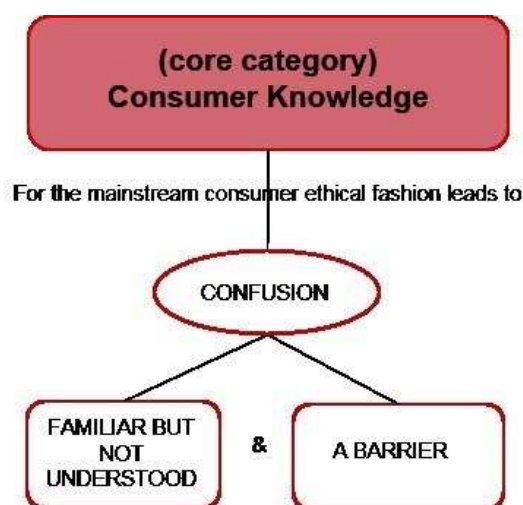 (core category)
Consumer Knowledge
For the mainstream consumer ethical fashion leads to
CONFUSION
FAMILIAR BUT
NOT
UNDERSTOOD
&
A BARRIER